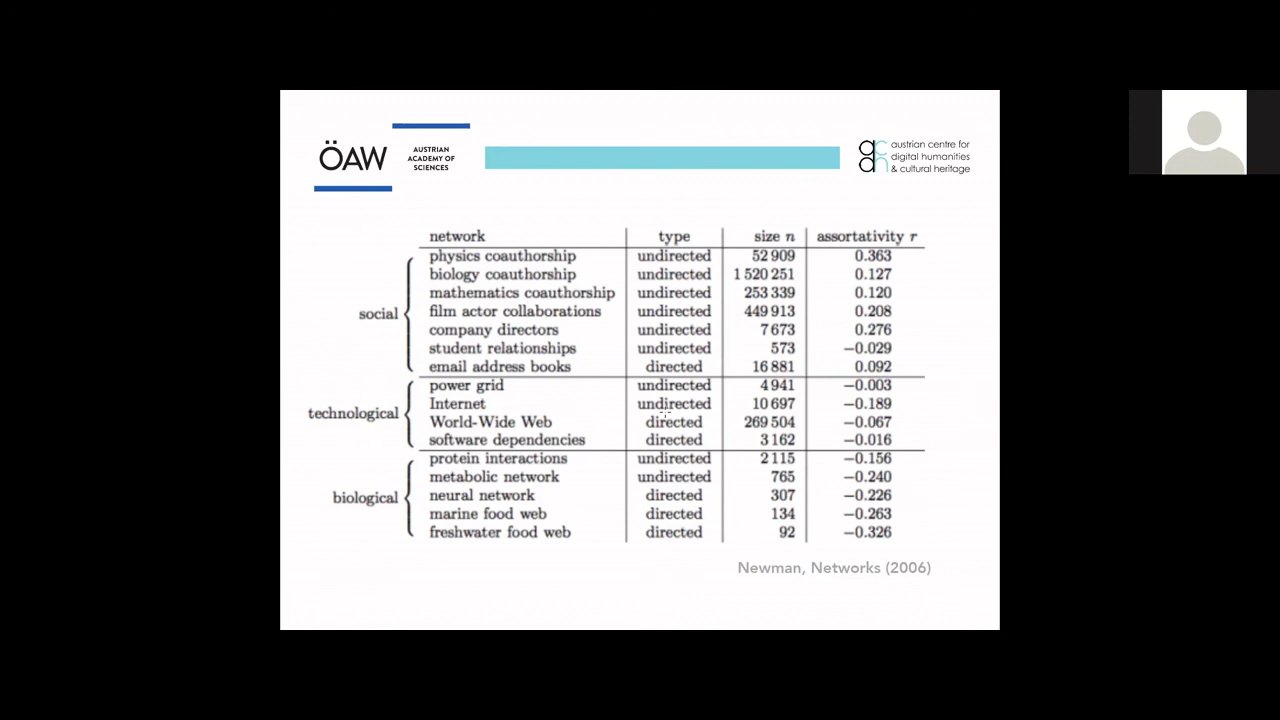 ÖAW
AUSTRIAN
ACADEMY OF
SCIENCES
austrian centre for
digital humanities
& cultural heritage
network type size n assortativity r
social
physics coauthorship undirected 52 909 0.363
biology coauthorship undirected 1 520 251 0.127
mathematics coauthorship undirected 253 339 0.120
film actor collaborations undirected 449 913 0.208
company directors undirected 7 673 0.276
student relationships undirected 573 −0.029
email address books directed 16 881 0.092
technological
power grid undirected 4 941 −0.003
Internet undirected 10 697 −0.189
World-Wide Web directed 269 504 −0.067
software dependencies directed 3 162 −0.016
biological
protein interactions undirected 2 115 −0.156
metabolic network undirected 765 −0.240
neural network directed 307 −0.226
marine food web directed 134 −0.263
freshwater food web directed 92 −0.326
Newman, Networks (2006)